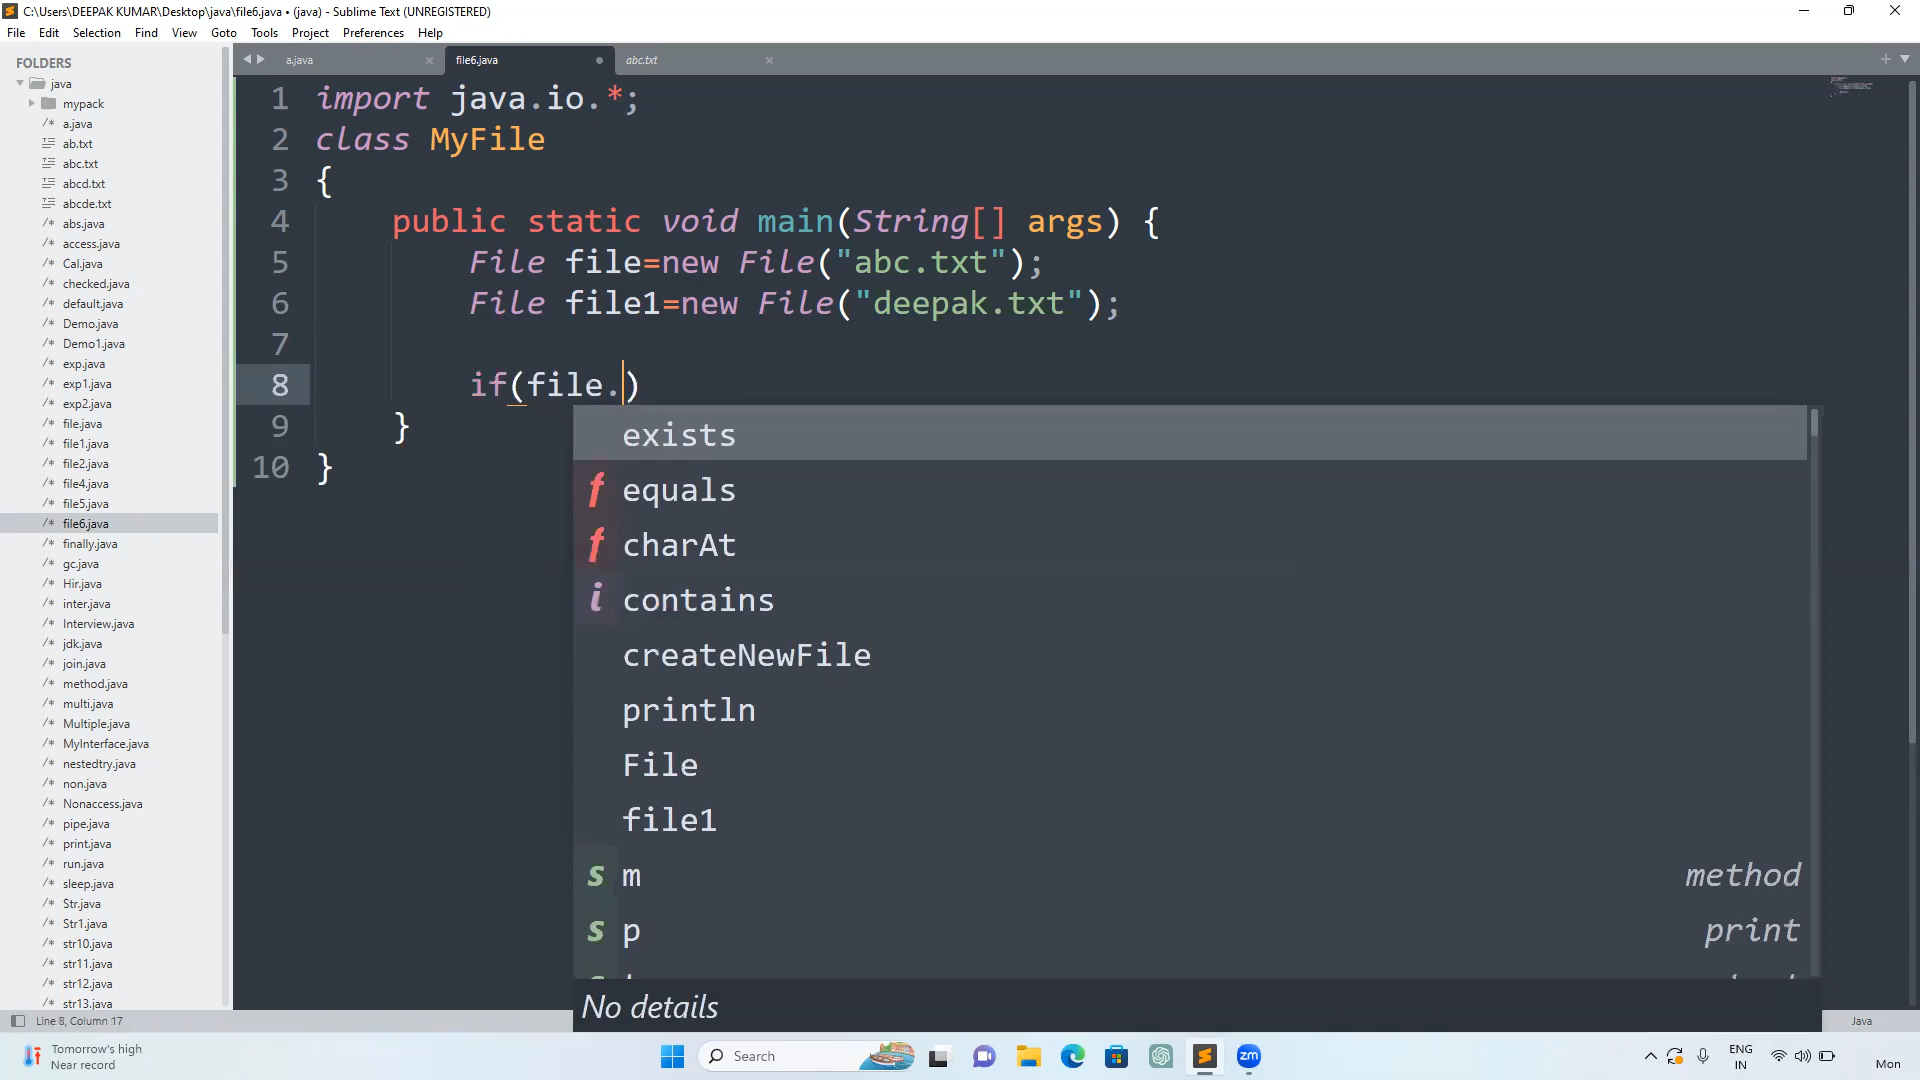 C:\Users\DEEPAK KUMAR\Desktop\java\file6.java • (java) - Sublime Text (UNREGISTERED)
File Edit Selection Find View Goto Tools Project Preferences Help
FOLDERS
java
mypack
a.java
ab.txt
abc.txt
abcd.txt
abcde.txt
abs.java
access.java
Cal.java
checked.java
default.java
Demo.java
Demo1.java
exp.java
exp1.java
exp2.java
file.java
file1.java
file2.java
file4.java
file5.java
file6.java
finally.java
gc.java
Hir.java
inter.java
Interview.java
jdk.java
join.java
method.java
multi.java
Multiple.java
MyInterface.java
nestedtry.java
non.java
Nonaccess.java
pipe.java
print.java
run.java
sleep.java
Str.java
Str1.java
str10.java
str11.java
str12.java
str13.java
a.java file6.java abc.txt
1 import java.io.*;
2 class MyFile
3 {
4 public static void main(String[] args) {
5 File file=new File("abc.txt");
6 File file1=new File("deepak.txt");
7
8 if(file.)
9 }
10 }
exists
f equals
f charAt
i contains
createNewFile
println
File
file1
s m method
s p print
No details
Line 8, Column 17
Java
Tomorrow's high
Near record
Search
zm
ENG
IN
Mon